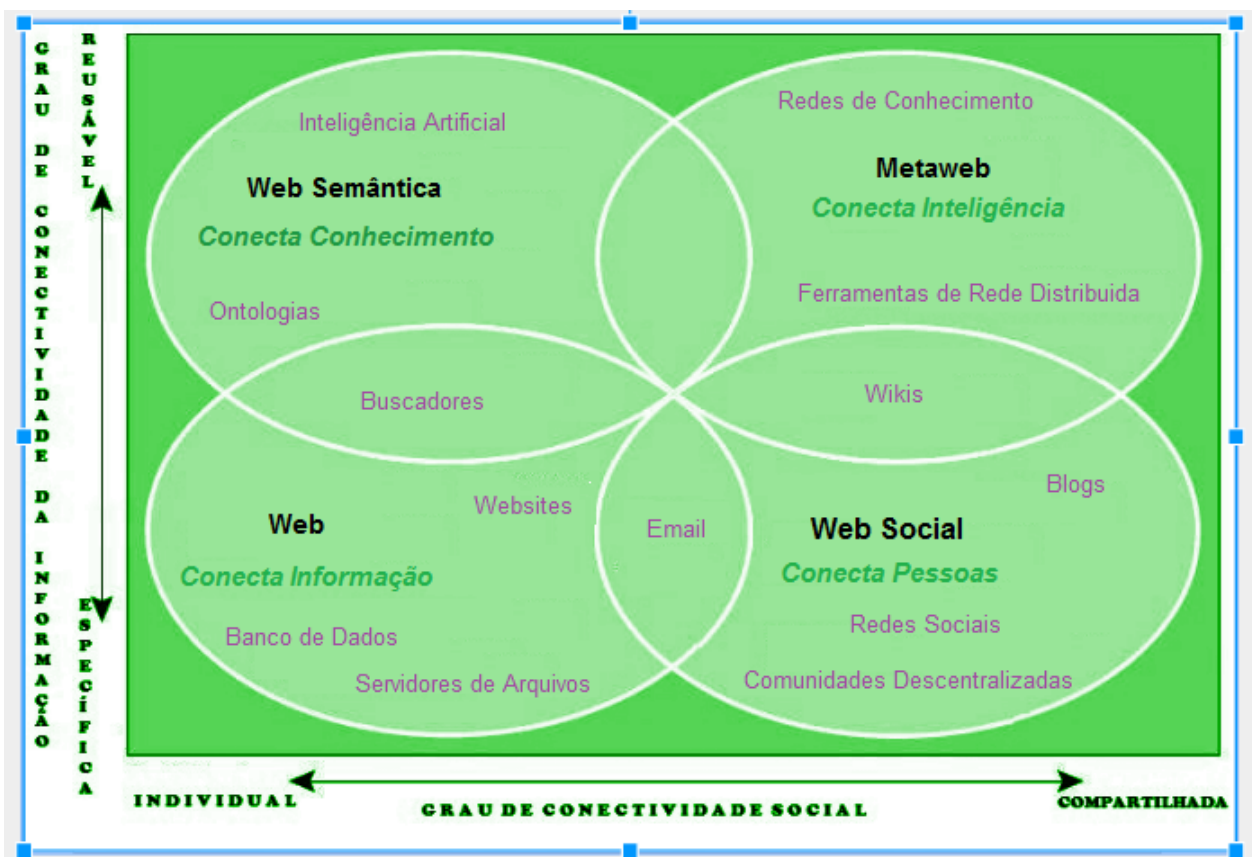 GRAU DE CONECTIVIDADE DA INFORMAÇÃO
REUSÁVEL
ESPECÍFICA
Inteligência Artificial
Web Semântica
Conecta Conhecimento
Ontologias
Redes de Conhecimento
Metaweb
Conecta Inteligência
Ferramentas de Rede Distribuida
Buscadores
Wikis
Websites
Web
Conecta Informação
Banco de Dados
Servidores de Arquivos
Email
Blogs
Web Social
Conecta Pessoas
Redes Sociais
Comunidades Descentralizadas
INDIVIDUAL
GRAU DE CONECTIVIDADE SOCIAL
COMPARTILHADA